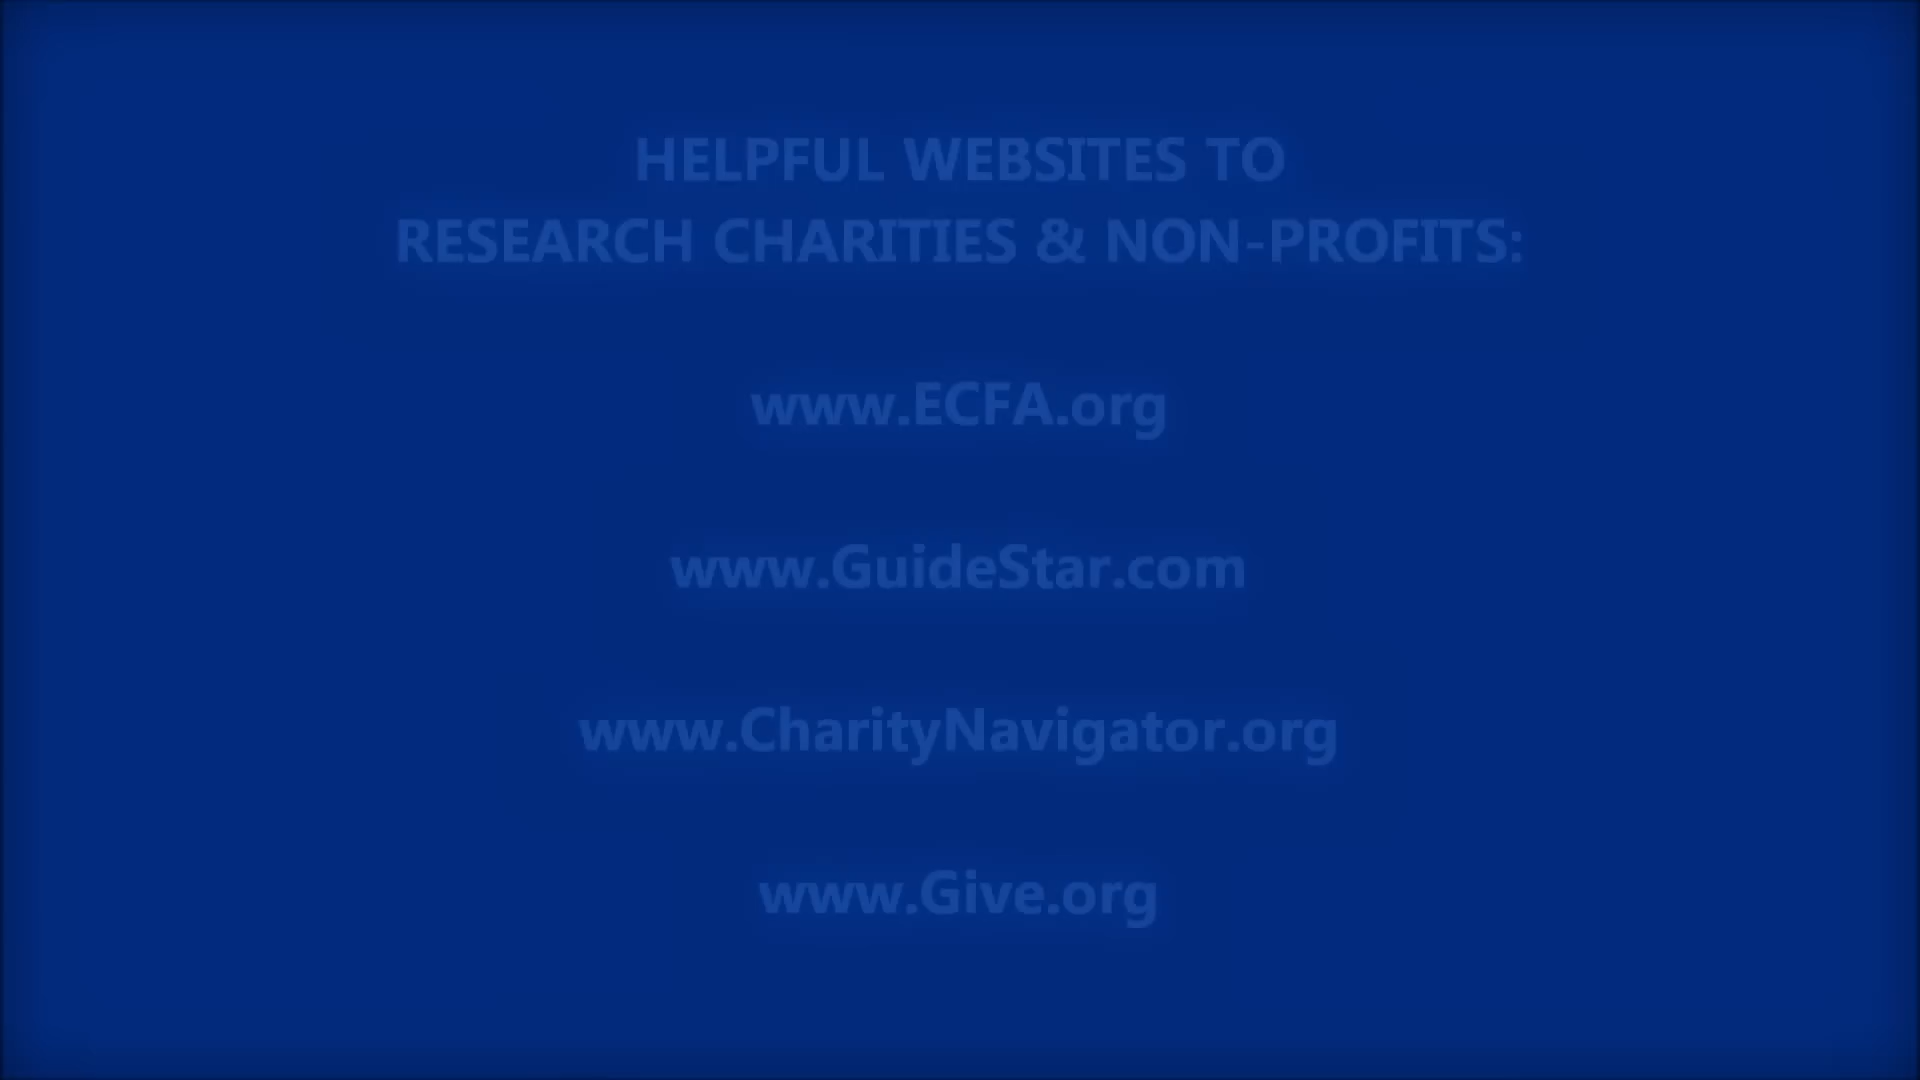 HELPFUL WEBSITES TO
RESEARCH CHARITIES & NON-PROFITS:
www.ECFA.org
www.GuideStar.com
www.CharityNavigator.org
www.Give.org